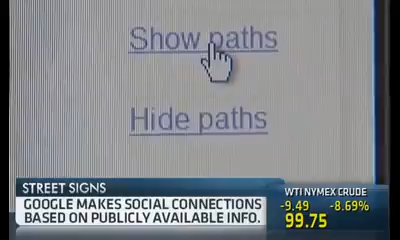 Show paths
Hide paths
STREET SIGNS
GOOGLE MAKES SOCIAL CONNECTIONS
BASED ON PUBLICLY AVAILABLE INFO.
WTI NYMEX CRUDE
-9.49 -8.69%
99.75